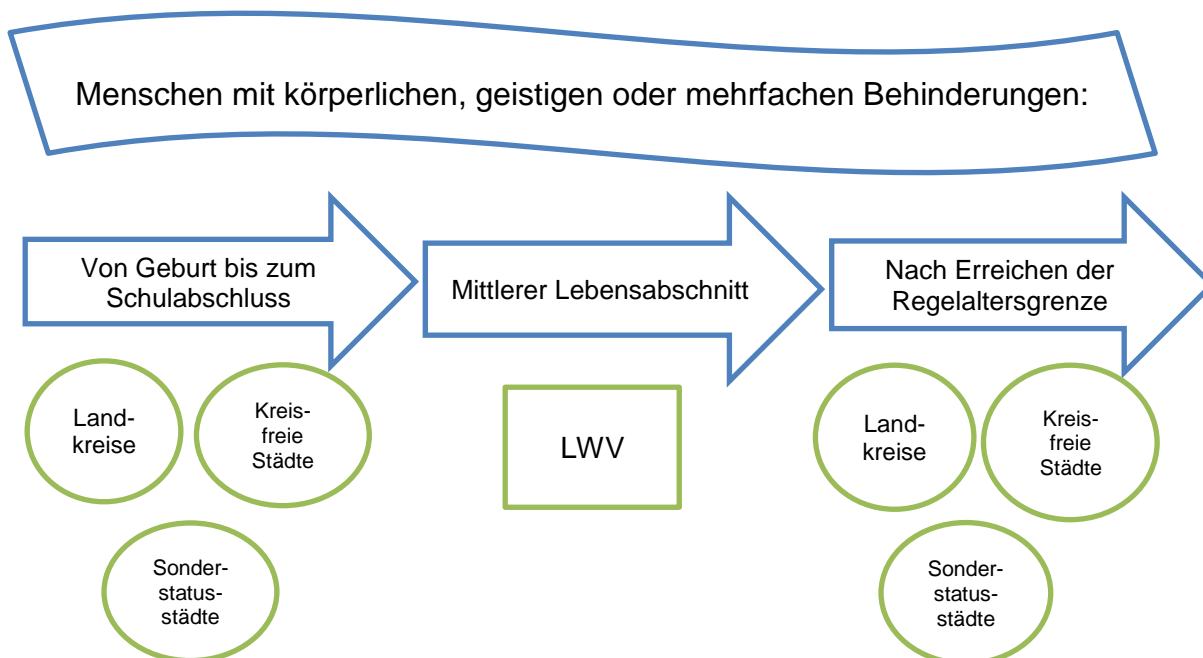 Menschen mit körperlichen, geistigen oder mehrfachen Behinderungen:
Von Geburt bis zum
Schulabschluss
Mittlerer Lebensabschnitt
Nach Erreichen der
Regelaltersgrenze
Land-
kreise
Kreis-
freie
Städte
Sonder-
status-
städte
LWV
Land-
kreise
Kreis-
freie
Städte
Sonder-
status-
städte